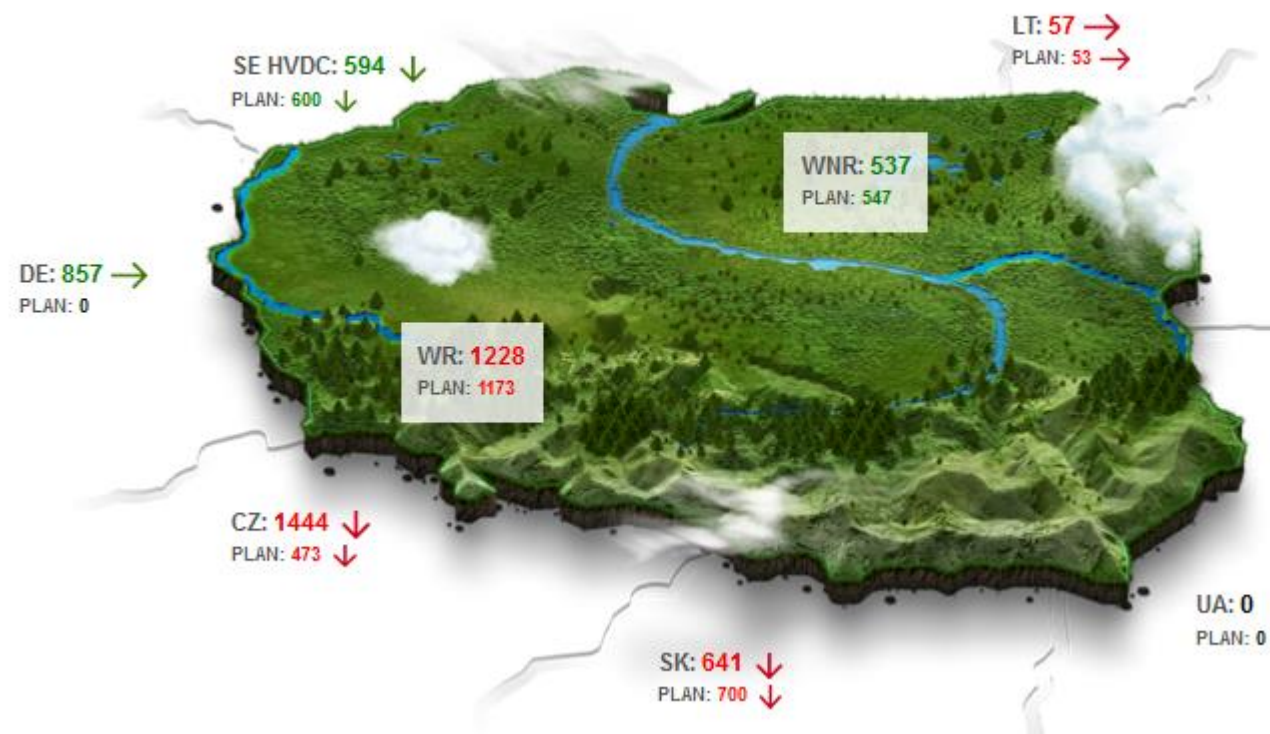 LT: 57
PLAN: 53
SE HVDC: 594
PLAN: 600
WNR: 537
PLAN: 547
DE: 857
PLAN: 0
WR: 1228
PLAN: 1173
CZ: 1444
PLAN: 473
UA: 0
PLAN: 0
SK: 641
PLAN: 700